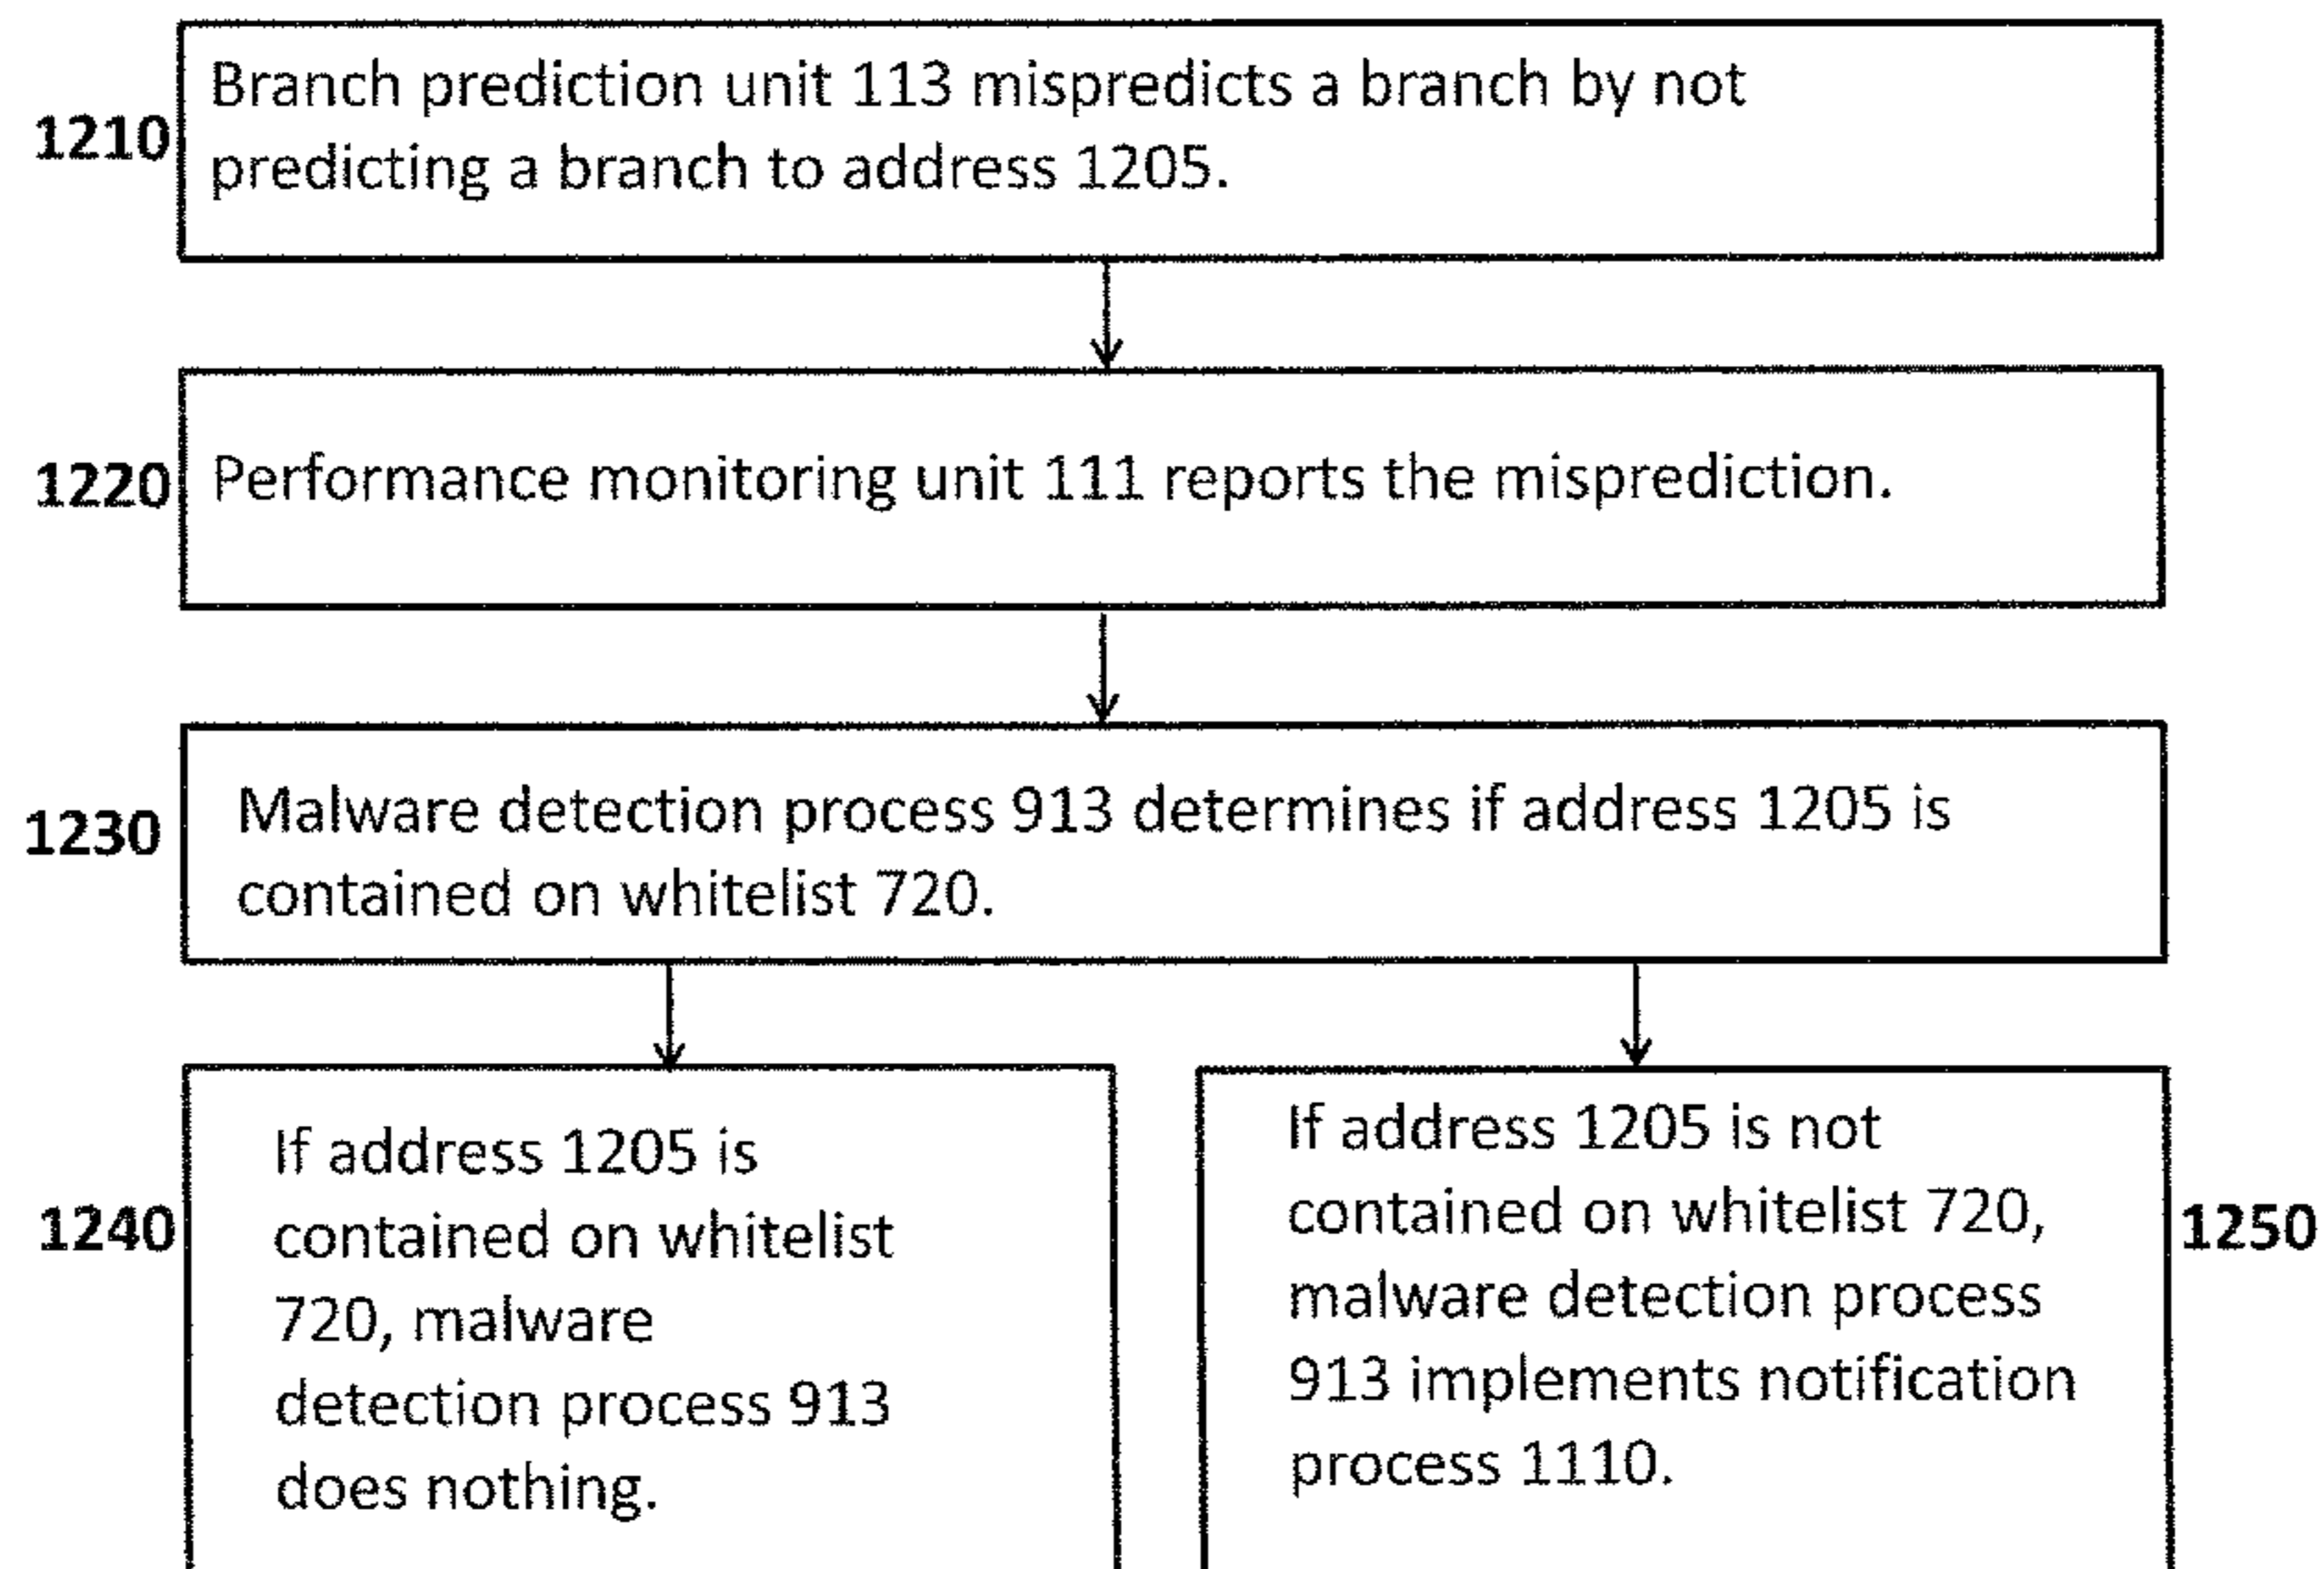 Branch prediction unit 113 mispredicts a branch by not
1210
predicting a branch to address 1205.
1220
Performance monitoring unit 111 reports the misprediction.
Malware detection process 913 determines if address 1205 is
1230
contained on whitelist 720.
If address 1205 is
contained on whitelist
1240
720, malware
detection process 913
does nothing.
If address 1205 is not
contained on whitelist 720,
1250
malware detection process
913 implements notification
process 1110.